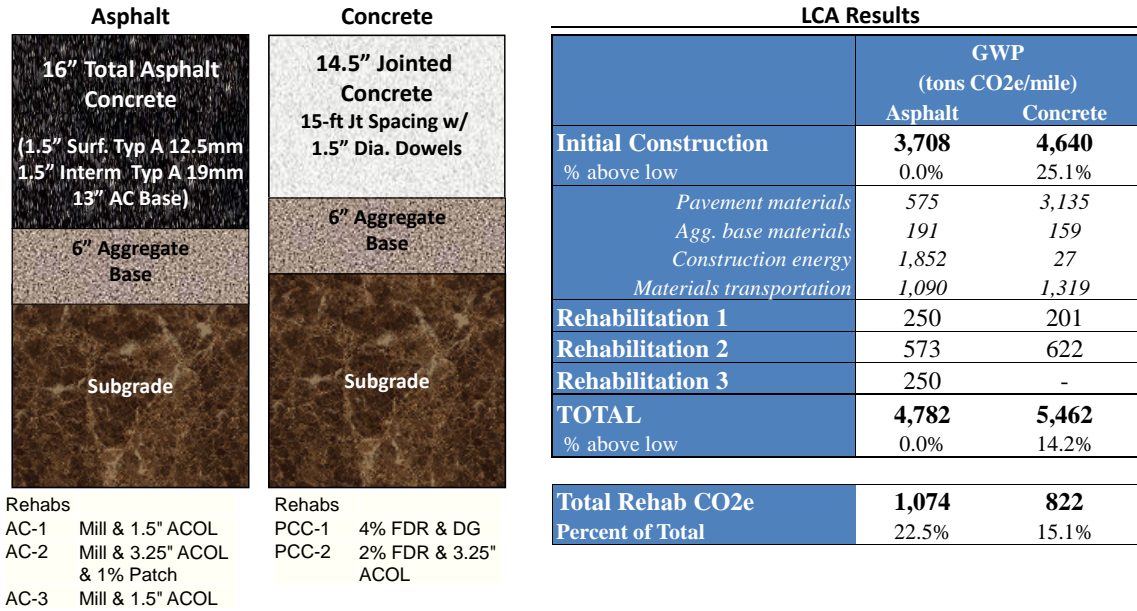 Asphalt
16” Total Asphalt
Concrete
(1.5” Surf. Typ A 12.5mm
1.5” Interm Typ A 19mm
13” AC Base)
6” Aggregate
Base
Subgrade
Rehabs
AC-1 Mill & 1.5" ACOL
AC-2 Mill & 3.25" ACOL
& 1% Patch
AC-3 Mill & 1.5" ACOL
Concrete
14.5” Jointed
Concrete
15-ft Jt Spacing w/
1.5” Dia. Dowels
6” Aggregate
Base
Subgrade
Rehabs
PCC-1 4% FDR & DG
PCC-2 2% FDR & 3.25"
ACOL
LCA Results
GWP
(tons CO2e/mile)
Asphalt Concrete
Initial Construction 3,708 4,640
% above low 0.0% 25.1%
Pavement materials 575 3,135
Agg. base materials 191 159
Construction energy 1,852 27
Materials transportation 1,090 1,319
Rehabilitation 1 250 201
Rehabilitation 2 573 622
Rehabilitation 3 250 -
TOTAL 4,782 5,462
% above low 0.0% 14.2%
Total Rehab CO2e 1,074 822
Percent of Total 22.5% 15.1%